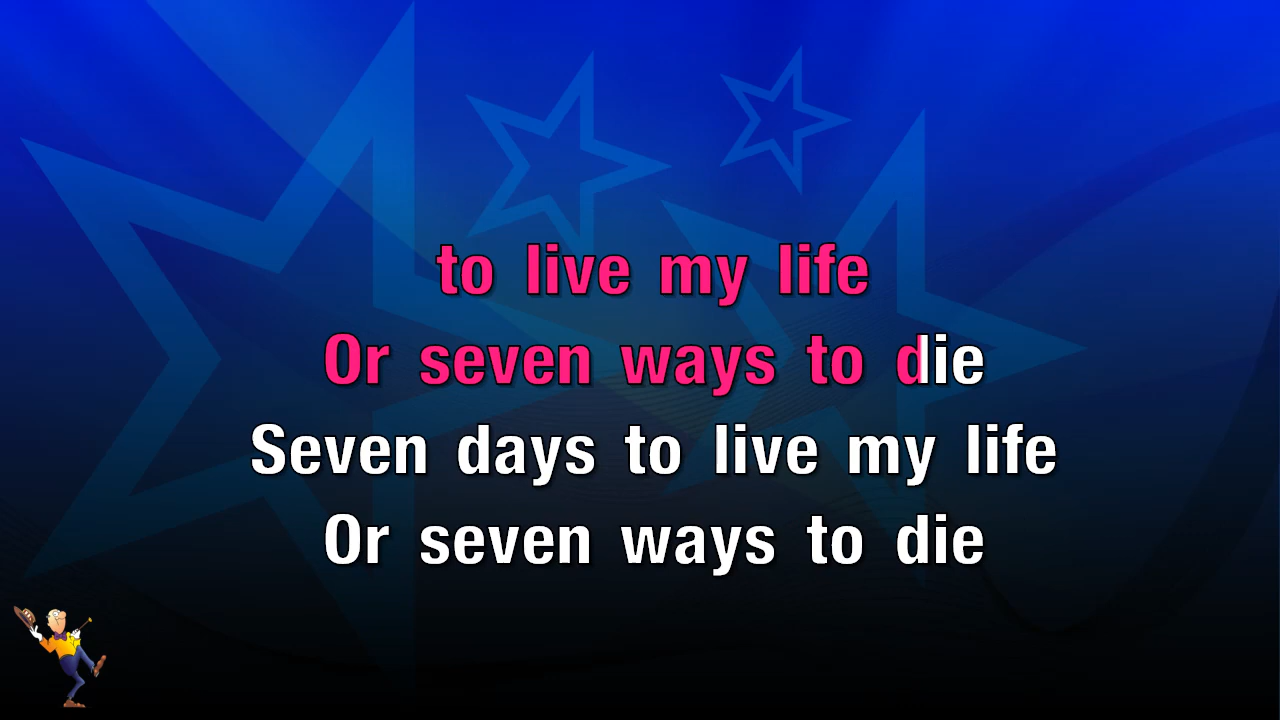 to live my life
Or seven ways to die
Seven days to live my life
Or seven ways to die